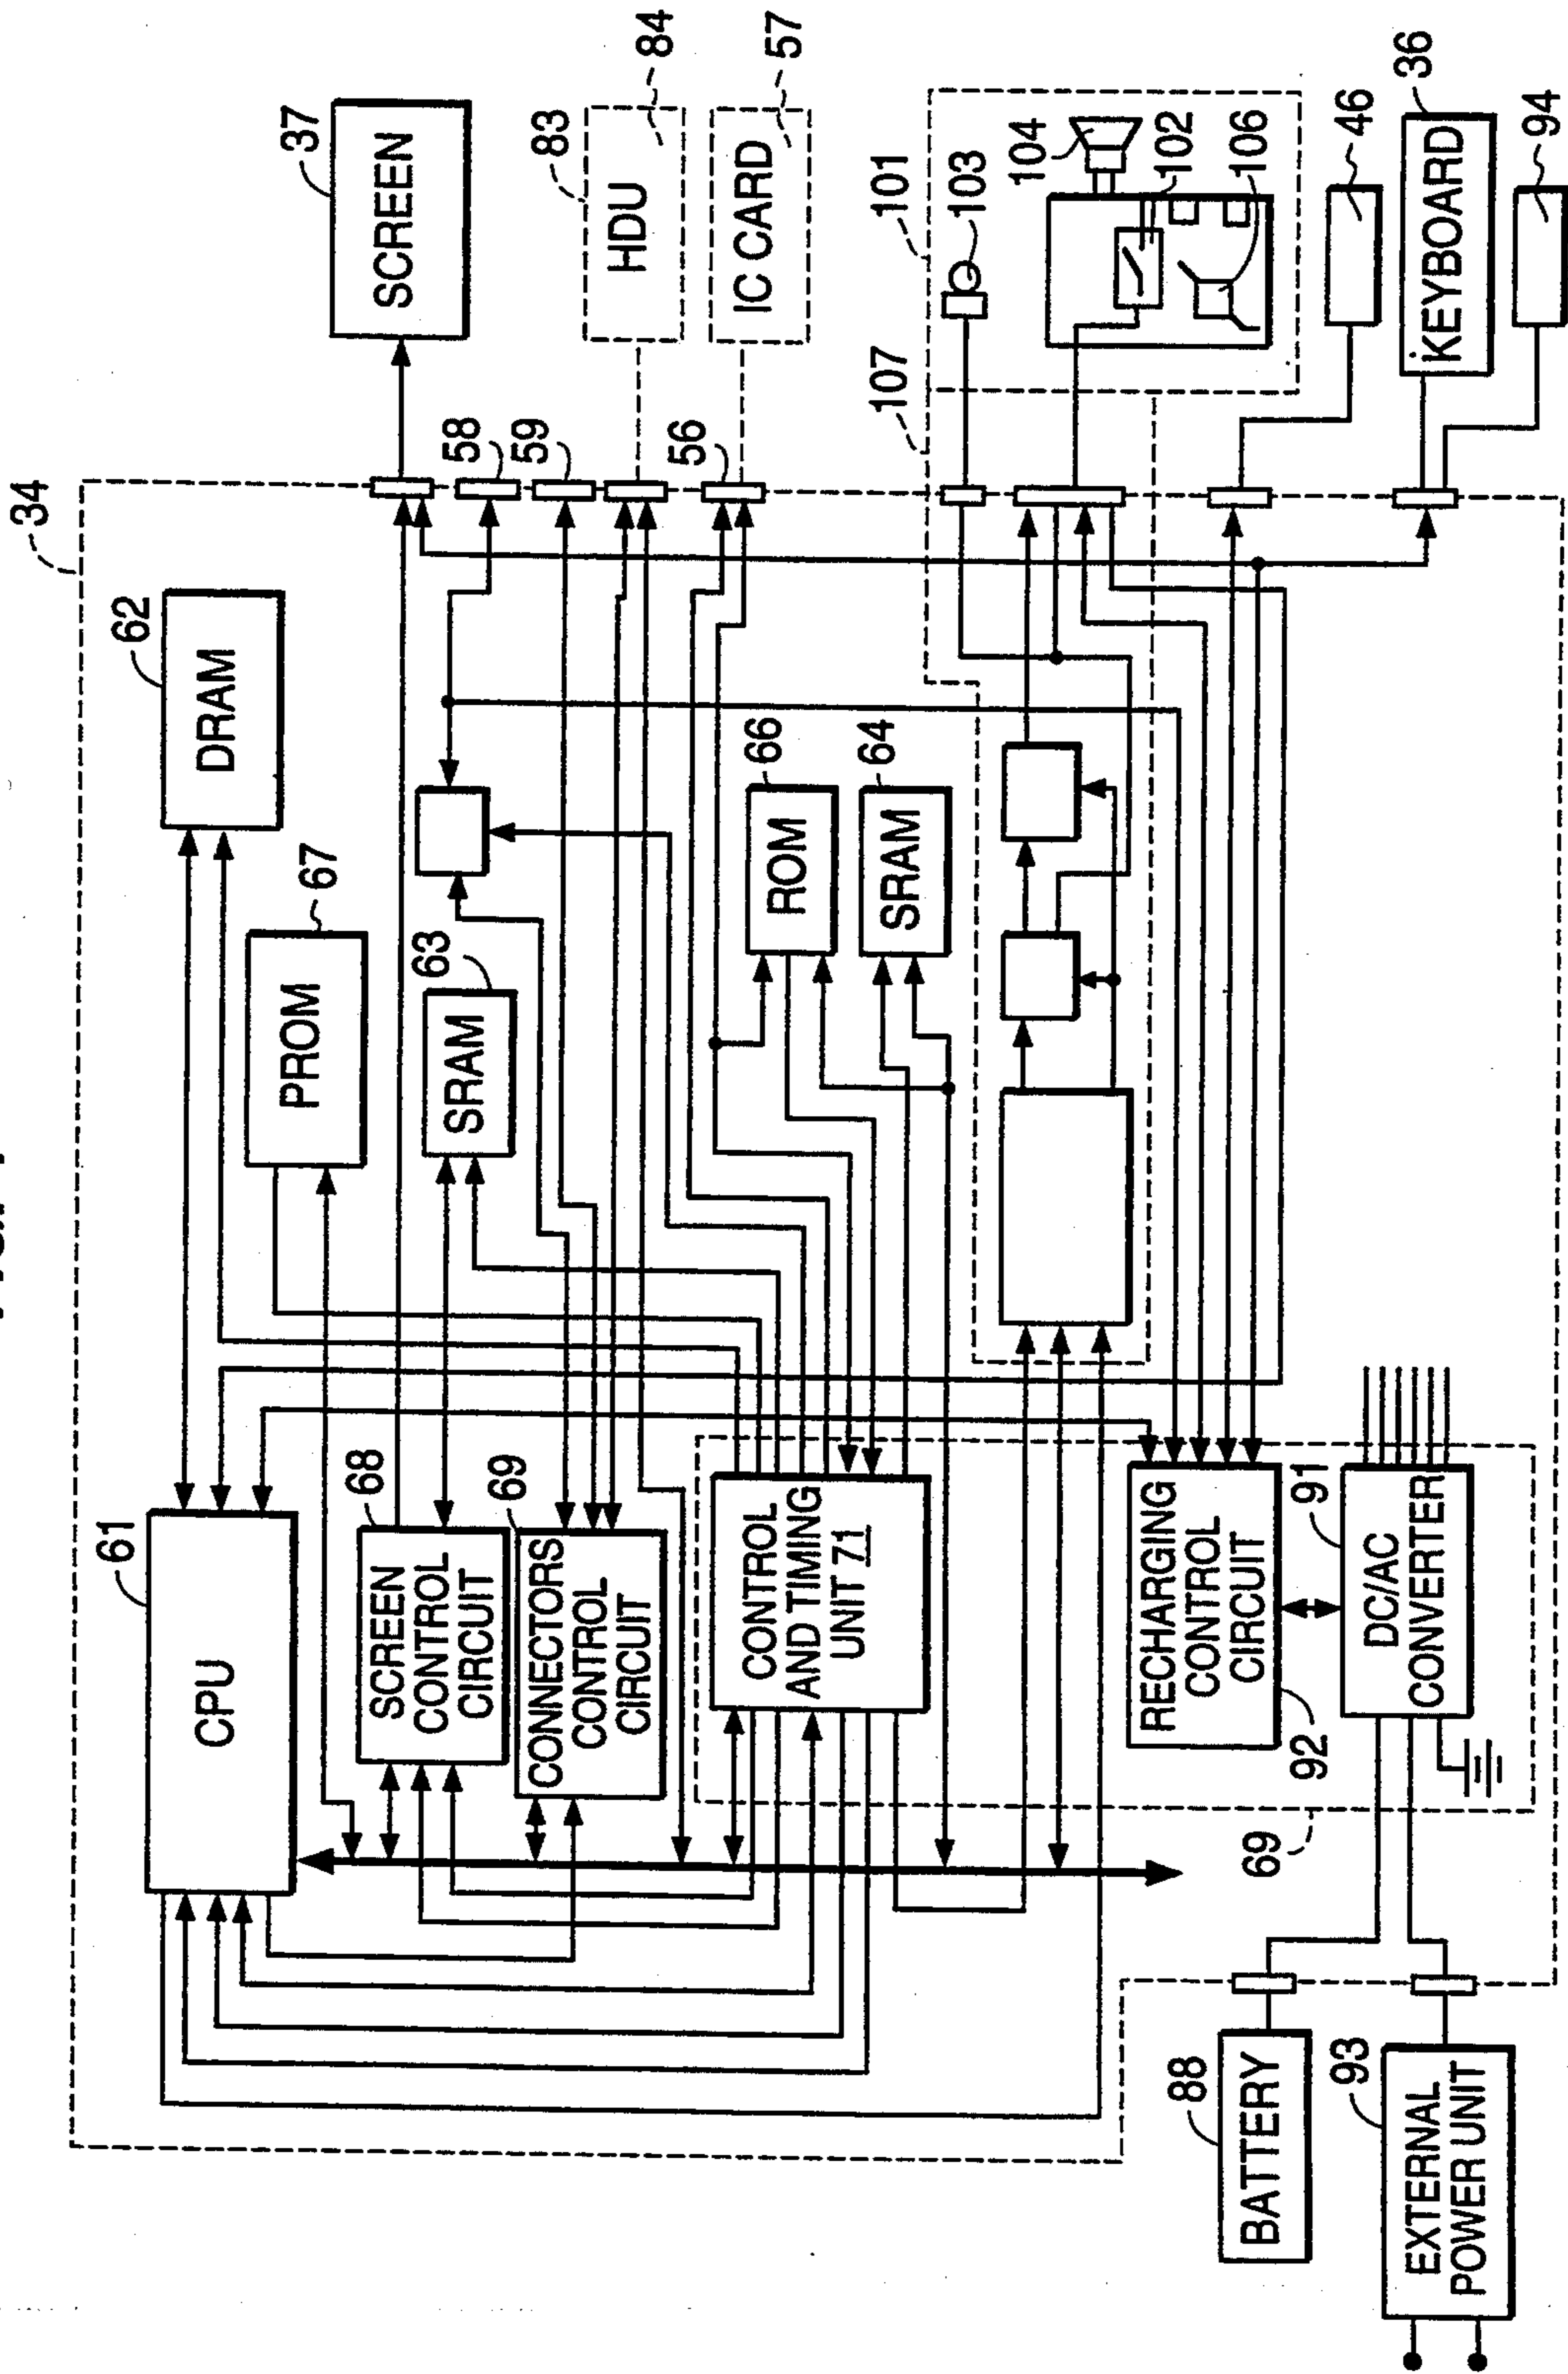 34
61
CPU
62
DRAM
67
PROM
37
SCREEN
68
SCREEN
CONTROL
CIRCUIT
63
SRAM
58
69
CONNECTORS
CONTROL
CIRCUIT
59
83
HDU
84
56
IC CARD
57
CONTROL
AND TIMING
UNIT 71
66
ROM
64
SRAM
107
101
103
104
102
106
RECHARGING
CONTROL
CIRCUIT
92
69
91
DC/AC
CONVERTER
88
BATTERY
93
EXTERNAL
POWER UNIT
46
36
KEYBOARD
94